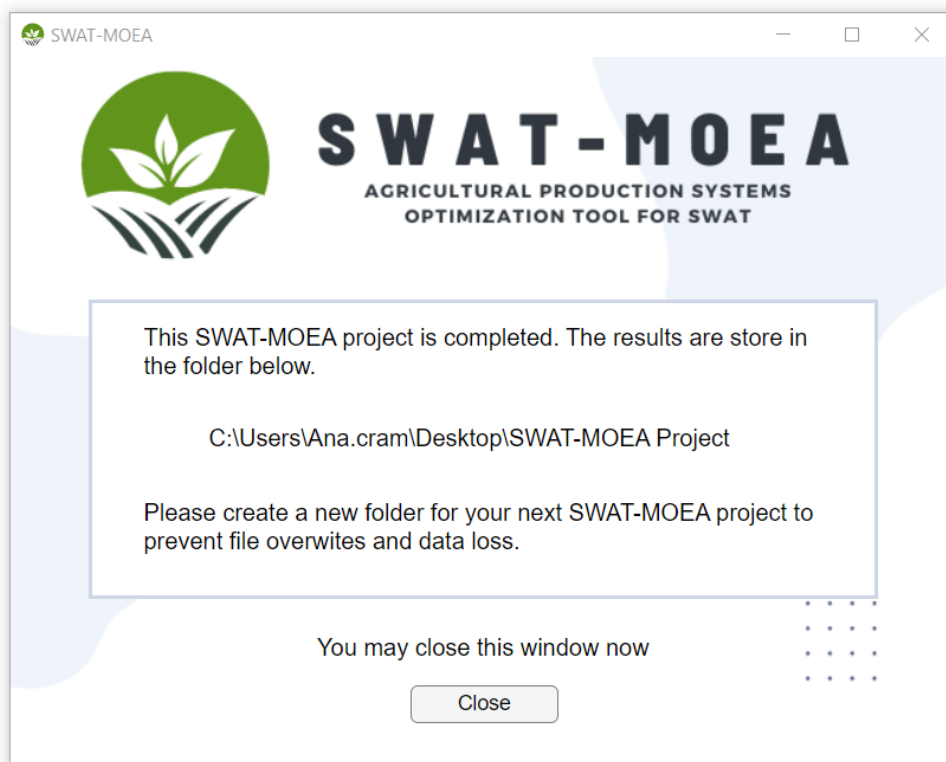 SWAT-MOEA
SWAT-MOEA
AGRICULTURAL PRODUCTION SYSTEMS
OPTIMIZATION TOOL FOR SWAT
This SWAT-MOEA project is completed. The results are store in
the folder below.
C:\Users\Ana.cram\Desktop\SWAT-MOEA Project
Please create a new folder for your next SWAT-MOEA project to
prevent file overwites and data loss.
You may close this window now
Close